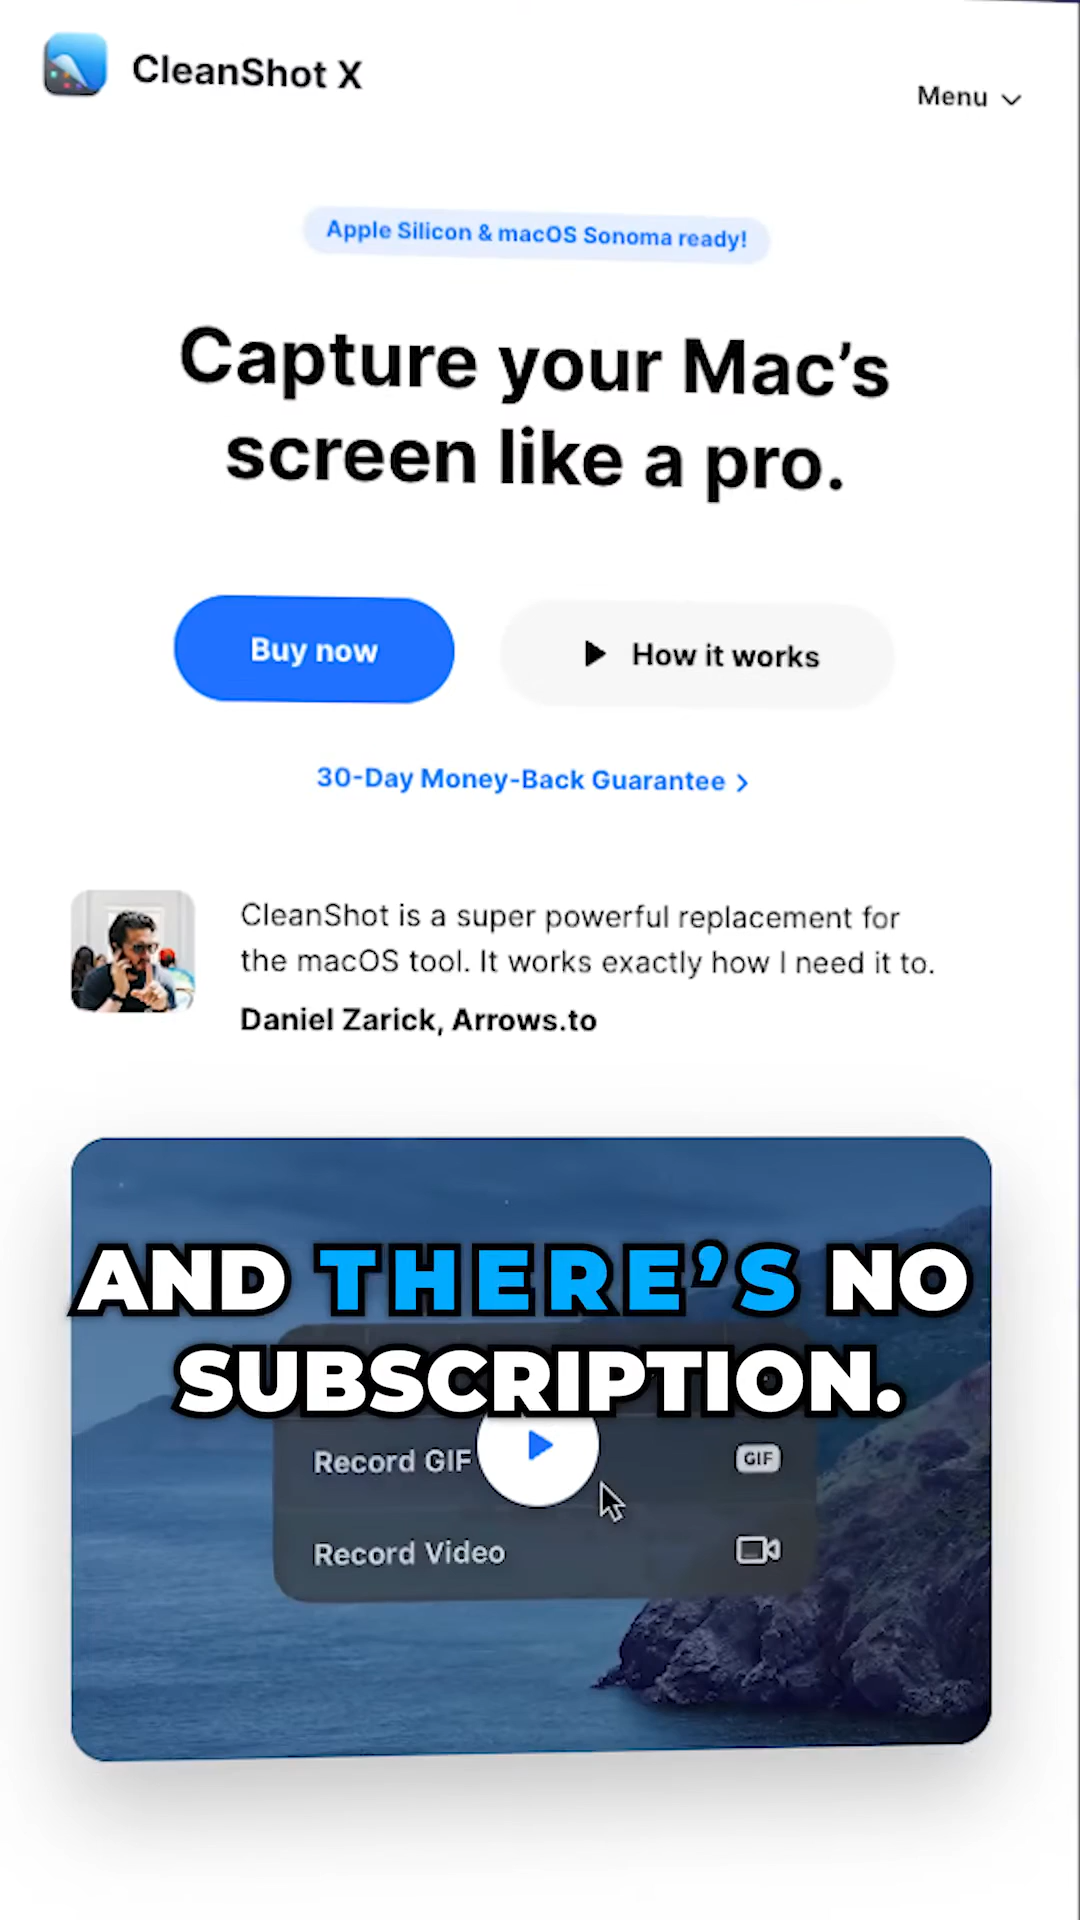 CleanShot X
Menu
Apple Silicon & macOS Sonoma ready!
Capture your Mac’s
screen like a pro.
Buy now
How it works
30-Day Money-Back Guarantee
CleanShot is a super powerful replacement for
the macOS tool. It works exactly how I need it to.
Daniel Zarick, Arrows.to
AND THERE’S NO
SUBSCRIPTION.
Record GIF
GIF
Record Video